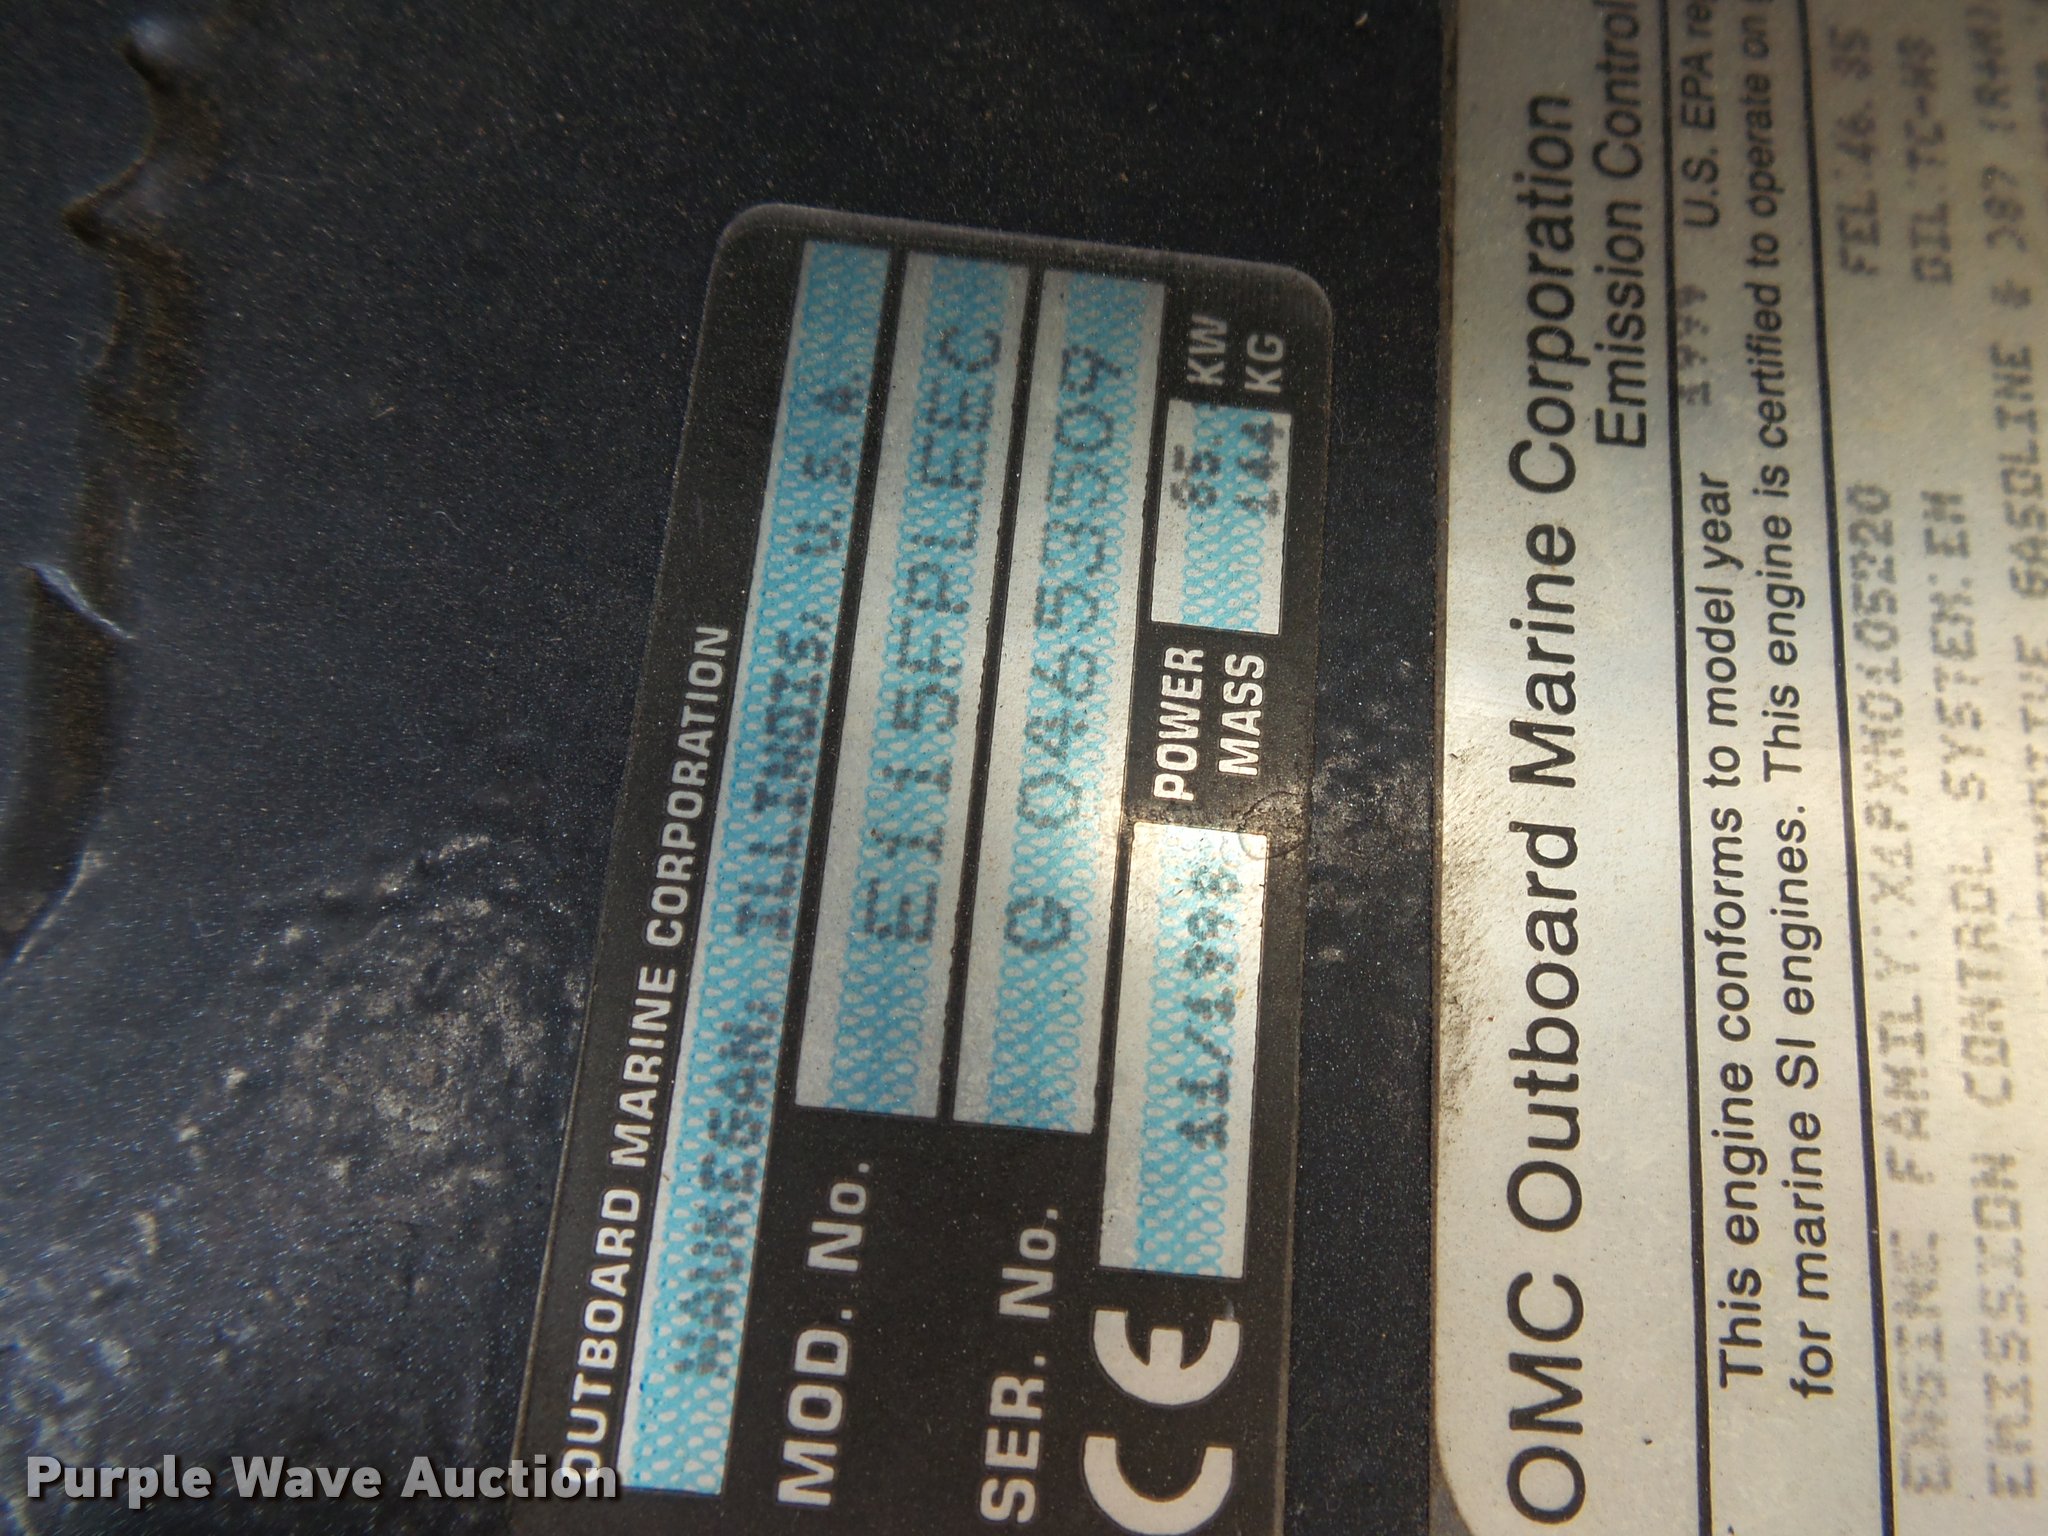 OUTBOARD MARINE CORPORATION
WAUKEGAN, ILLINOIS, U.S.A.
MOD. No. E115FPLEEC
SER. No. G 04653309
CE 11/1998 POWER 85. KW
MASS 144 KG
OMC Outboard Marine Corporation
Emission Control
This engine conforms to model year 1999 U.S. EPA
for marine SI engines. This engine is certified to operate on
ENGINE FAMILY:X1PXM0105220 FEL:46.35
EMISSION CONTROL SYSTEM:EM OIL:TC-W3
GASOLINE
Purple Wave Auction